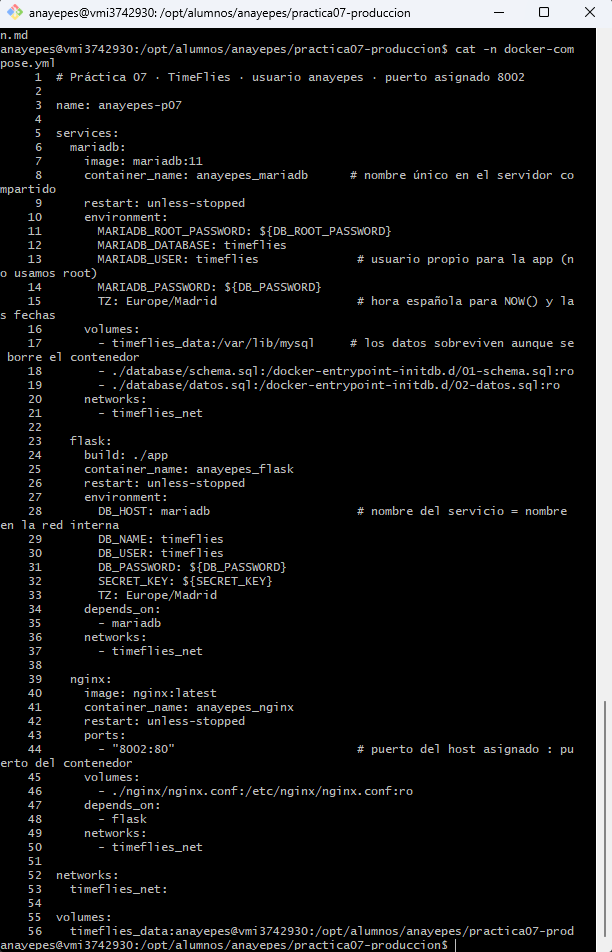 anayepes@vmi3742930: /opt/alumnos/anayepes/practica07-produccion
n.md
anayepes@vmi3742930:/opt/alumnos/anayepes/practica07-produccion$ cat -n docker-com
pose.yml
1 # Práctica 07 · TimeFlies · usuario anayepes · puerto asignado 8002
2
3 name: anayepes-p07
4
5 services:
6 mariadb:
7 image: mariadb:11
8 container_name: anayepes_mariadb # nombre único en el servidor co
mpartido
9 restart: unless-stopped
10 environment:
11 MARIADB_ROOT_PASSWORD: ${DB_ROOT_PASSWORD}
12 MARIADB_DATABASE: timeflies
13 MARIADB_USER: timeflies # usuario propio para la app (n
o usamos root)
14 MARIADB_PASSWORD: ${DB_PASSWORD}
15 TZ: Europe/Madrid # hora española para NOW() y la
s fechas
16 volumes:
17 - timeflies_data:/var/lib/mysql # los datos sobreviven aunque se
borre el contenedor
18 - ./database/schema.sql:/docker-entrypoint-initdb.d/01-schema.sql:ro
19 - ./database/datos.sql:/docker-entrypoint-initdb.d/02-datos.sql:ro
20 networks:
21 - timeflies_net
22
23 flask:
24 build: ./app
25 container_name: anayepes_flask
26 restart: unless-stopped
27 environment:
28 DB_HOST: mariadb # nombre del servicio = nombre
en la red interna
29 DB_NAME: timeflies
30 DB_USER: timeflies
31 DB_PASSWORD: ${DB_PASSWORD}
32 SECRET_KEY: ${SECRET_KEY}
33 TZ: Europe/Madrid
34 depends_on:
35 - mariadb
36 networks:
37 - timeflies_net
38
39 nginx:
40 image: nginx:latest
41 container_name: anayepes_nginx
42 restart: unless-stopped
43 ports:
44 - "8002:80" # puerto del host asignado : pu
erto del contenedor
45 volumes:
46 - ./nginx/nginx.conf:/etc/nginx/nginx.conf:ro
47 depends_on:
48 - flask
49 networks:
50 - timeflies_net
51
52 networks:
53 timeflies_net:
54
55 volumes:
56 timeflies_data:anayepes@vmi3742930:/opt/alumnos/anayepes/practica07-prod
anayepes@vmi3742930:/opt/alumnos/anayepes/practica07-produccion$